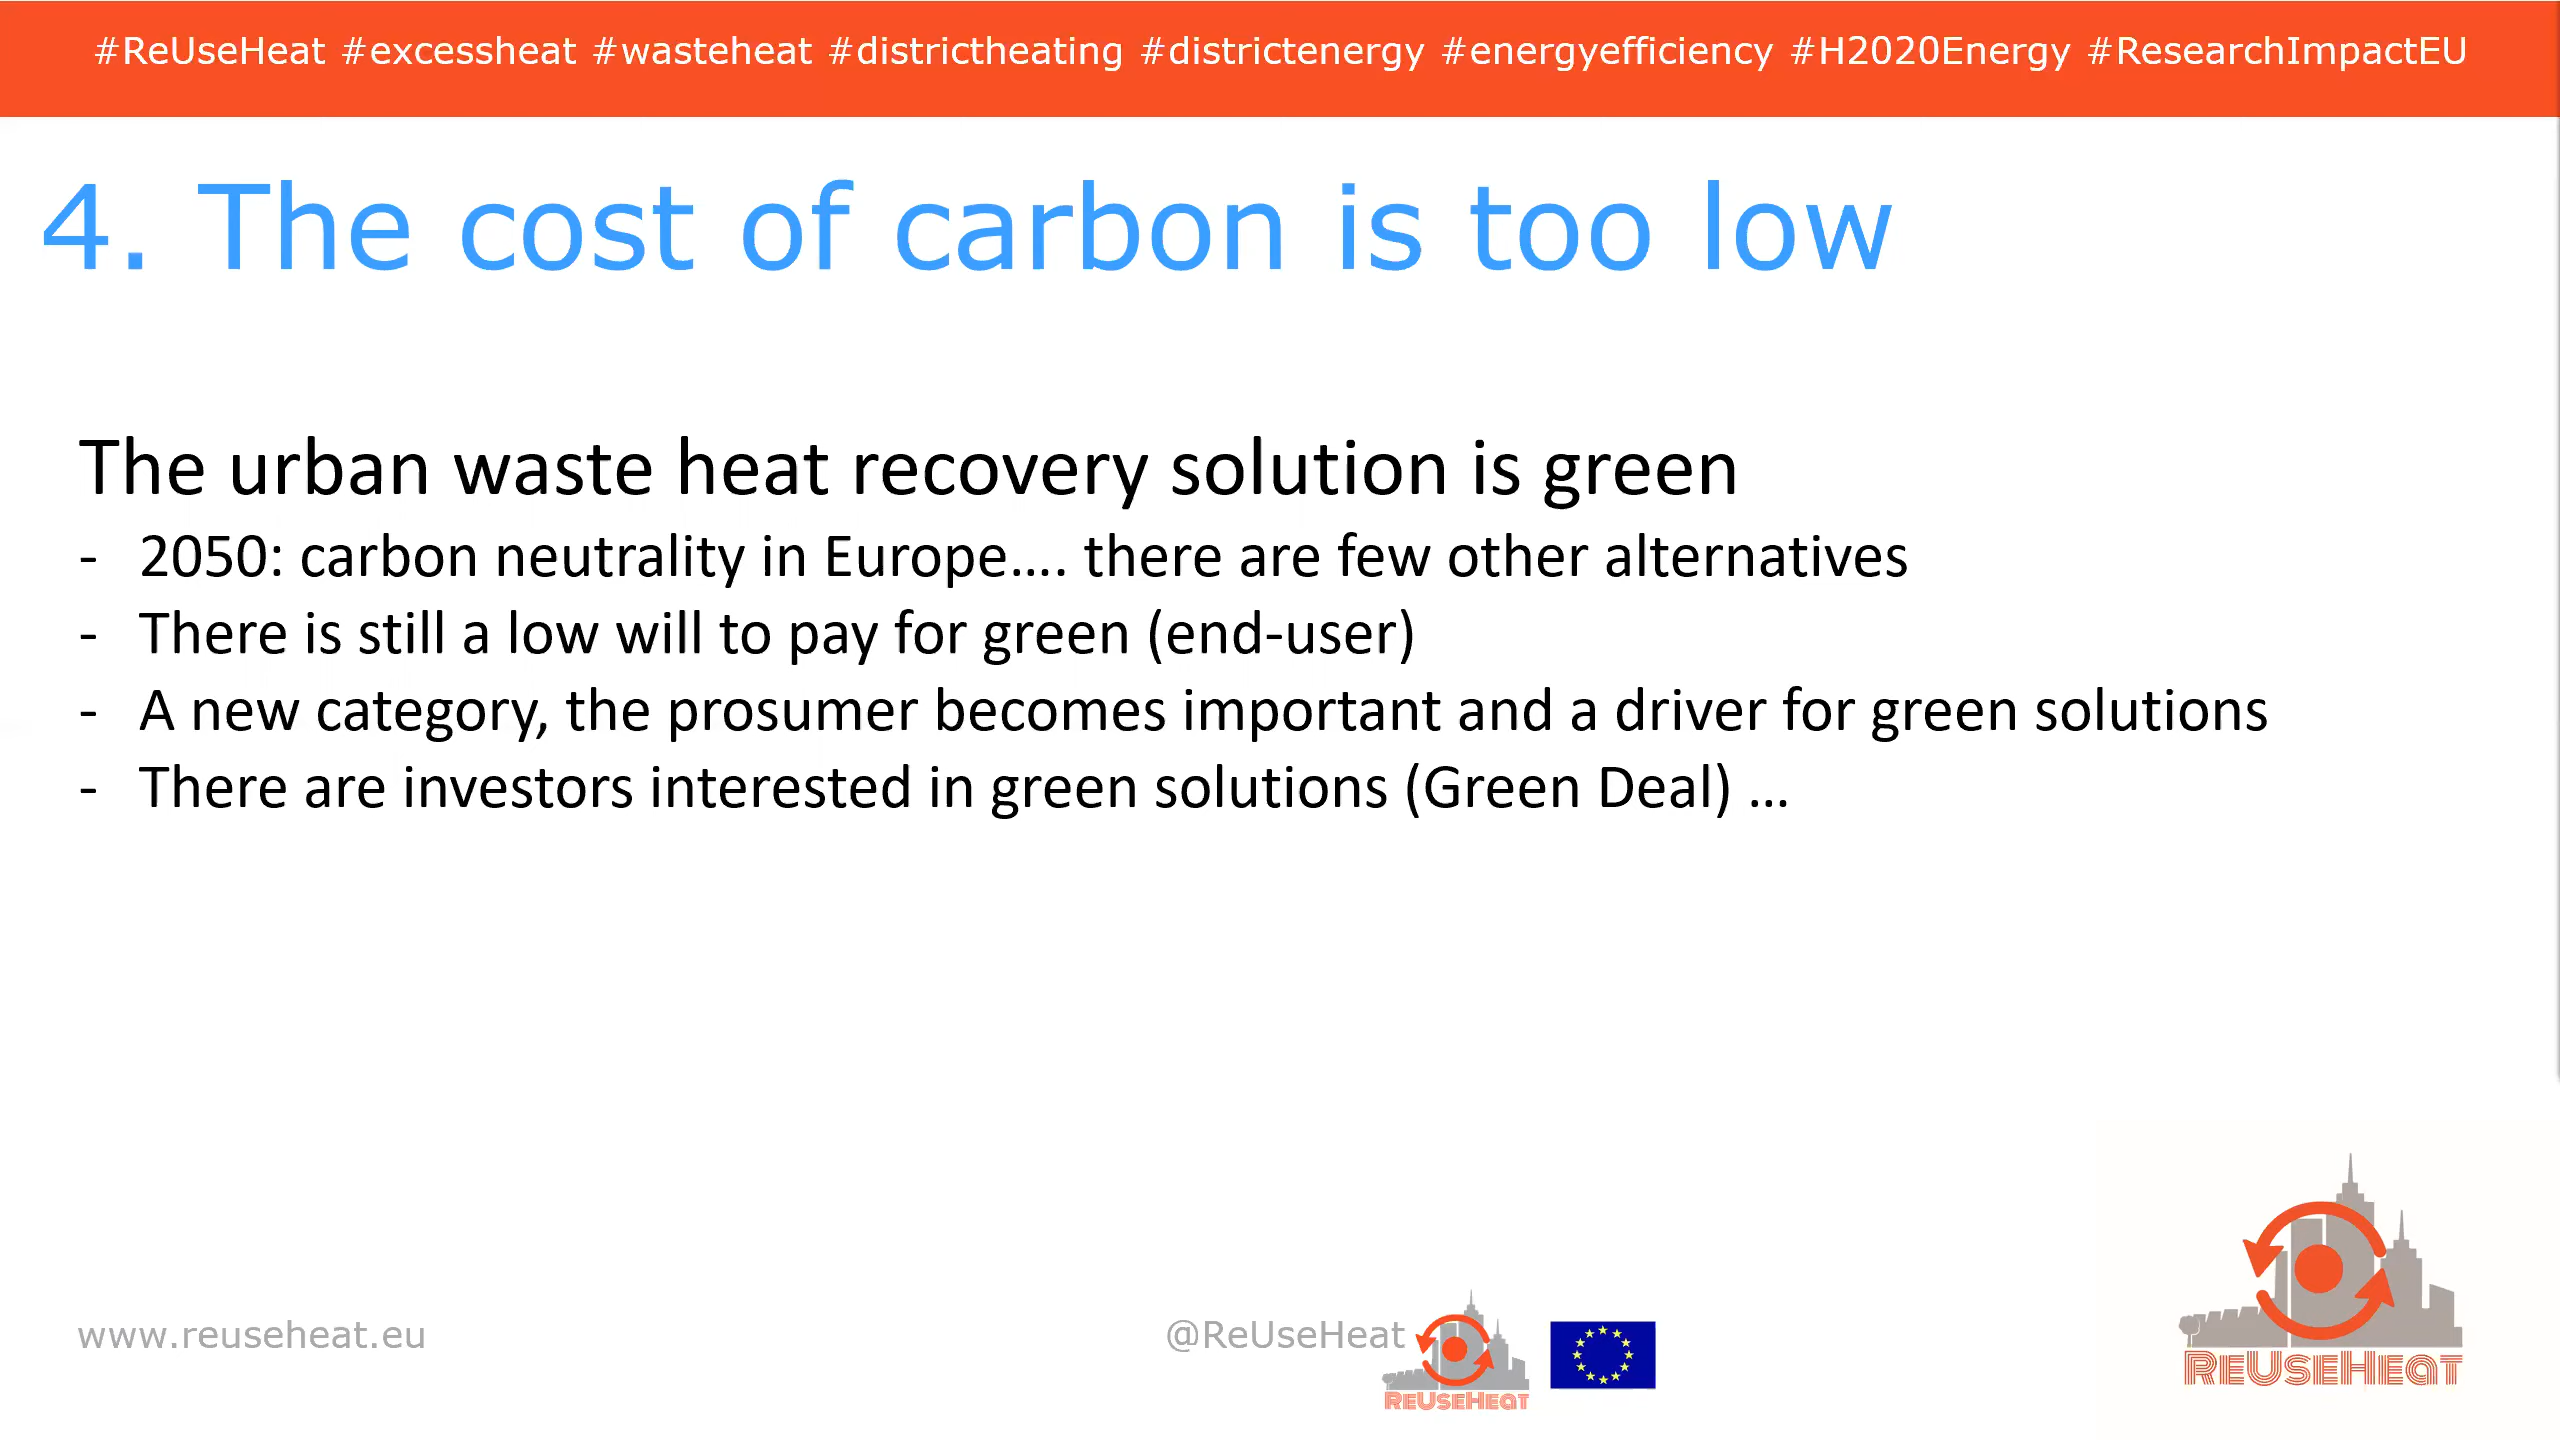 #ReUseHeat #excessheat #wasteheat #districtheating #districtenergy #energyefficiency #H2020Energy #ResearchImpactEU
4. The cost of carbon is too low
The urban waste heat recovery solution is green
- 2050: carbon neutrality in Europe.... there are few other alternatives
- There is still a low will to pay for green (end-user)
- A new category, the prosumer becomes important and a driver for green solutions
- There are investors interested in green solutions (Green Deal) ...
www.reuseheat.eu
@ReUseHeat
ReUseHeat
ReUseHeat